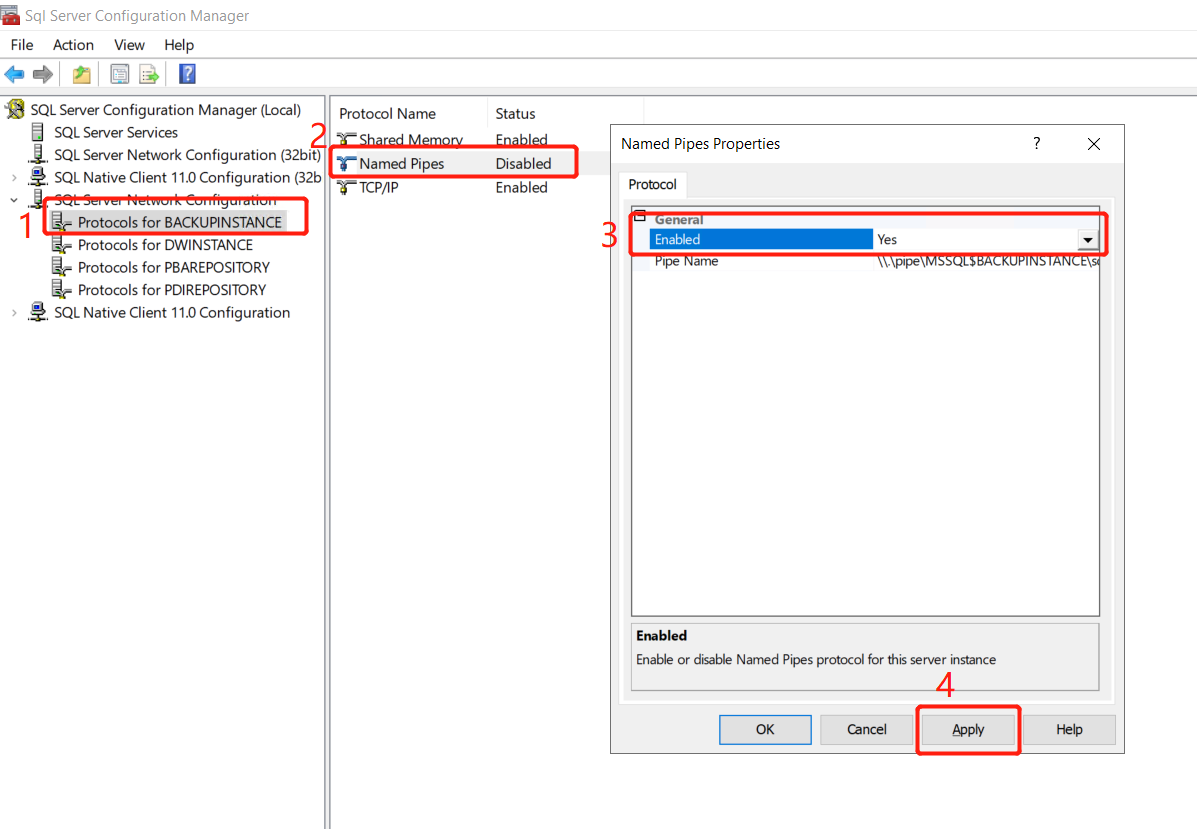 Sql Server Configuration Manager
File Action View Help
SQL Server Configuration Manager (Local)
SQL Server Services
SQL Server Network Configuration (32bit)
SQL Native Client 11.0 Configuration (32b
SQL Server Network Configuration
1
Protocols for BACKUPINSTANCE
Protocols for DWINSTANCE
Protocols for PBAREPOSITORY
Protocols for PDIREPOSITORY
SQL Native Client 11.0 Configuration
Protocol Name Status
2
Shared Memory Enabled
Named Pipes Disabled
TCP/IP Enabled
Named Pipes Properties ?
Protocol
General
3
Enabled Yes
Pipe Name \\.\pipe\MSSQL$BACKUPINSTANCE\sq
Enabled
Enable or disable Named Pipes protocol for this server instance
4
OK Cancel Apply Help